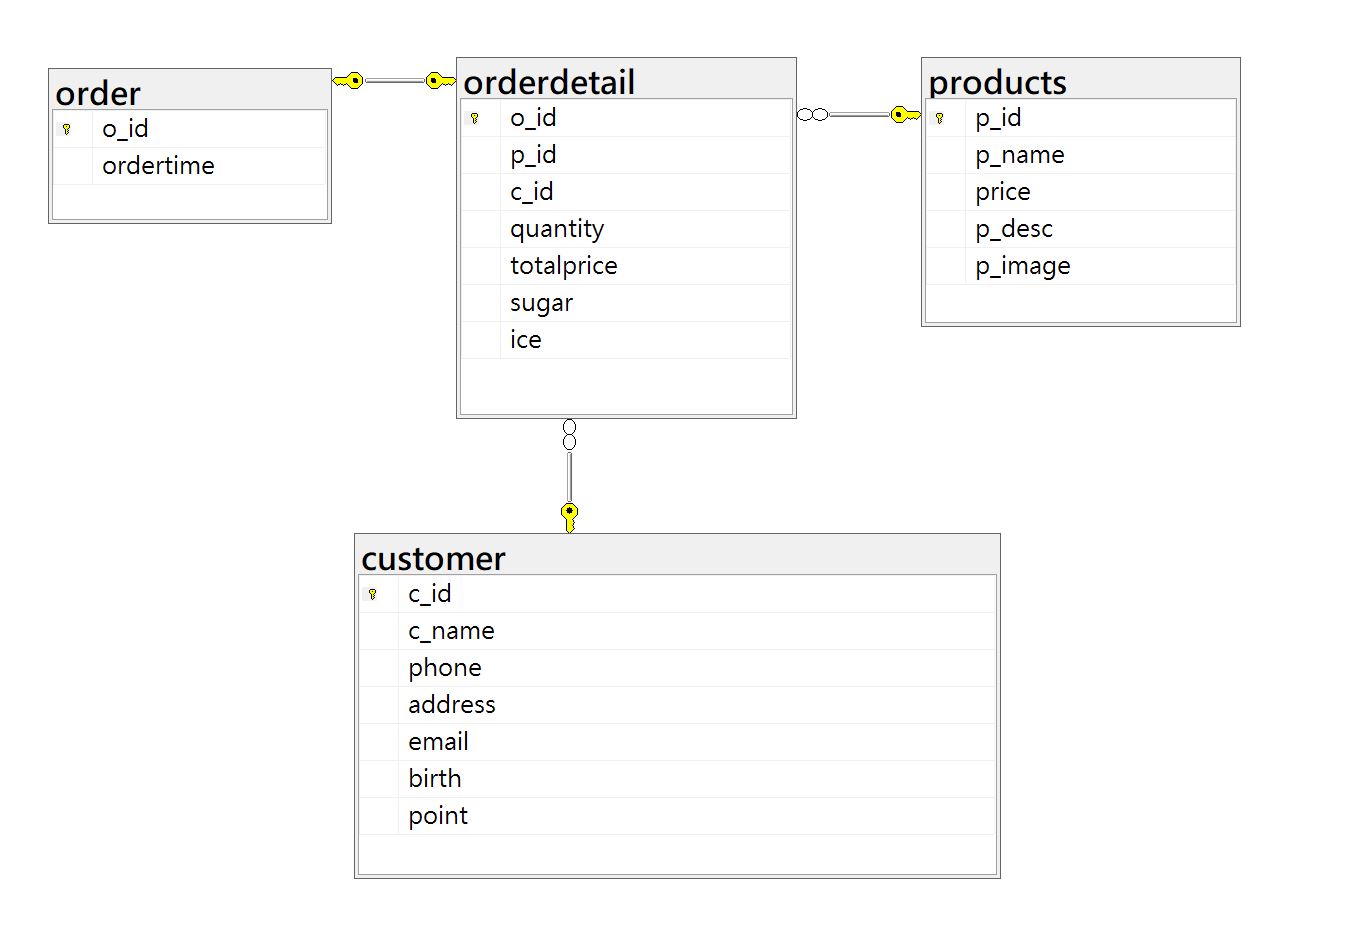 order
o_id
ordertime
orderdetail
o_id
p_id
c_id
quantity
totalprice
sugar
ice
products
p_id
p_name
price
p_desc
p_image
customer
c_id
c_name
phone
address
email
birth
point